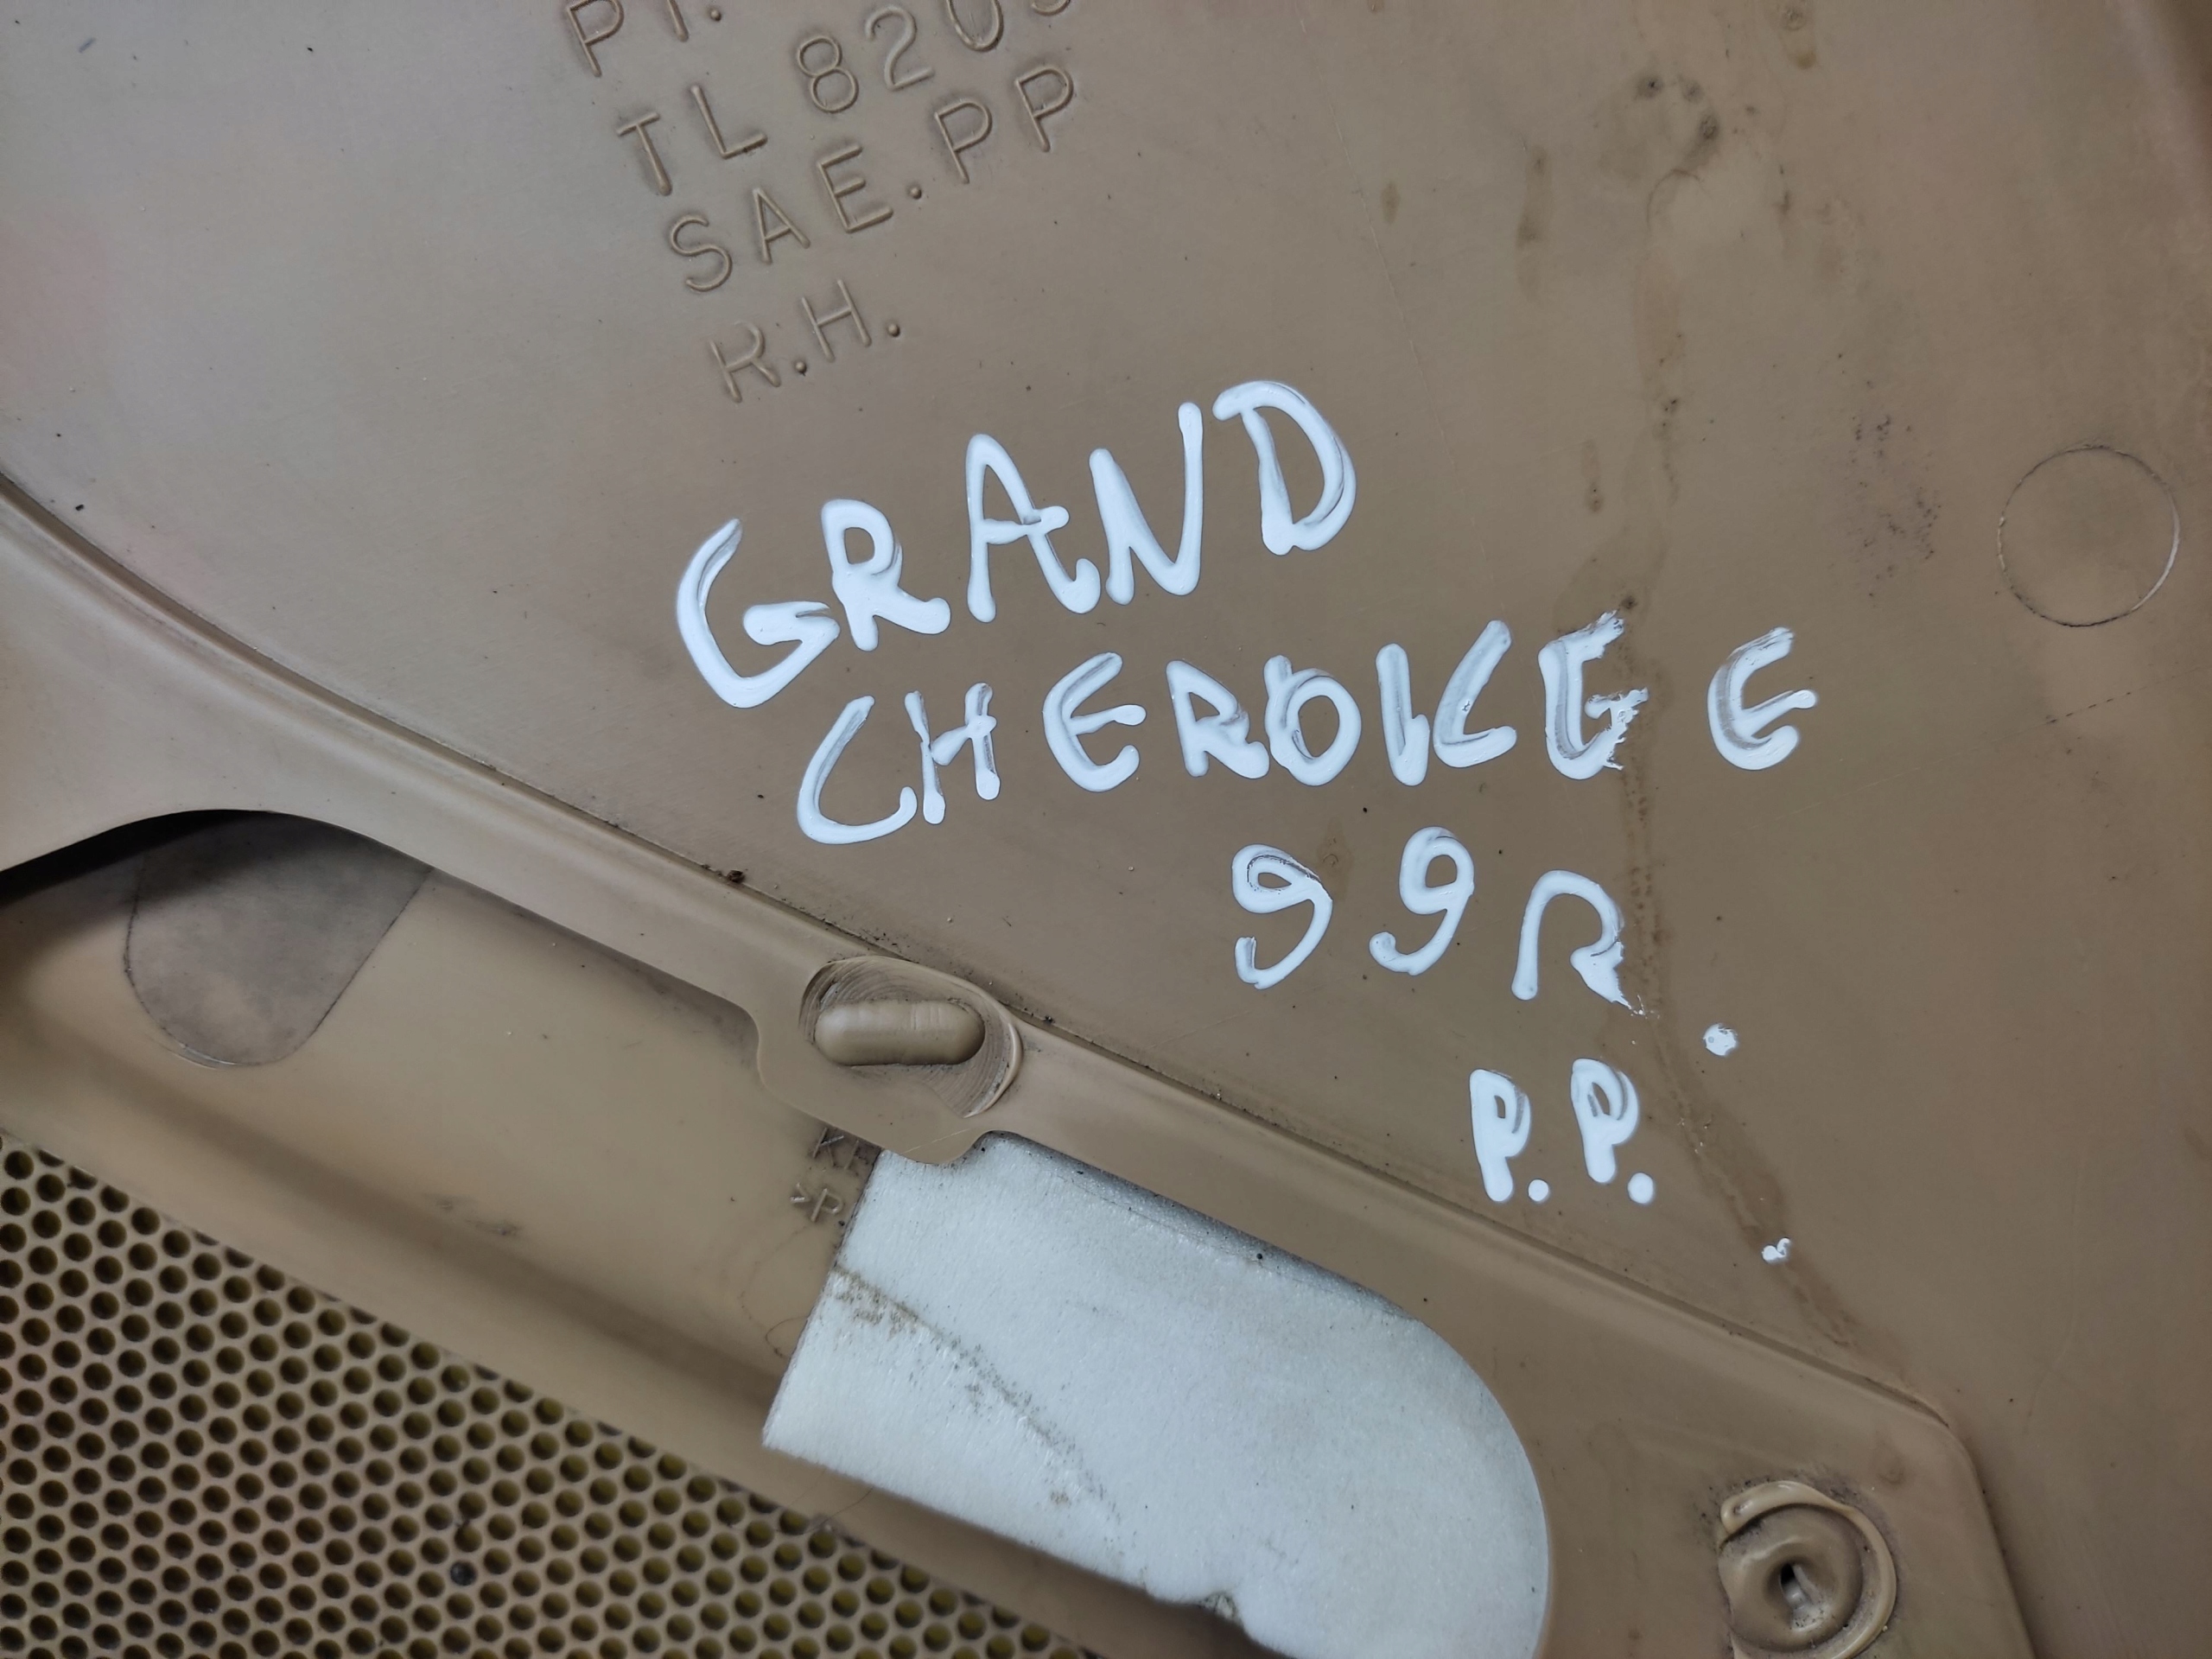 PT.
TL 820
SAE.PP
R.H.
GRAND
CHEROKEE
99R.
P.P.